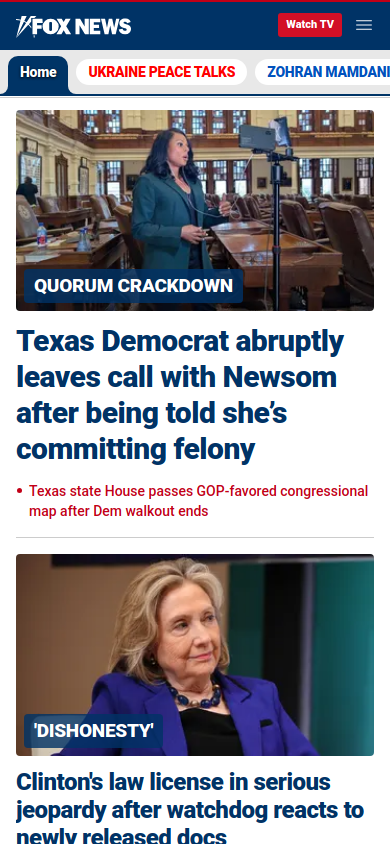 FOX NEWS
Watch TV
Home
UKRAINE PEACE TALKS
ZOHRAN MAMDANI
QUORUM CRACKDOWN
Texas Democrat abruptly
leaves call with Newsom
after being told she’s
committing felony
• Texas state House passes GOP-favored congressional
map after Dem walkout ends
'DISHONESTY'
Clinton's law license in serious
jeopardy after watchdog reacts to
newly released docs